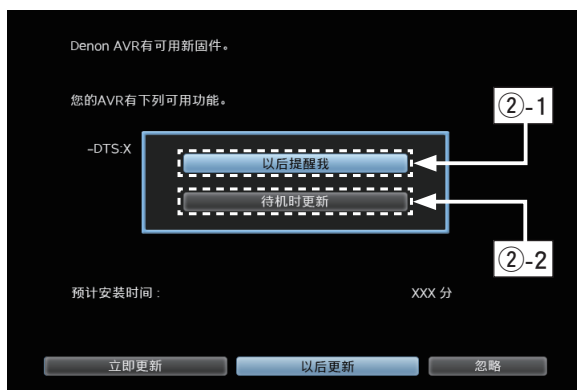 Denon AVR有可用新固件。
您的AVR有下列可用功能。
②-1
–DTS:X
以后提醒我
待机时更新
②-2
预计安装时间 : XXX 分
立即更新 以后更新 忽略